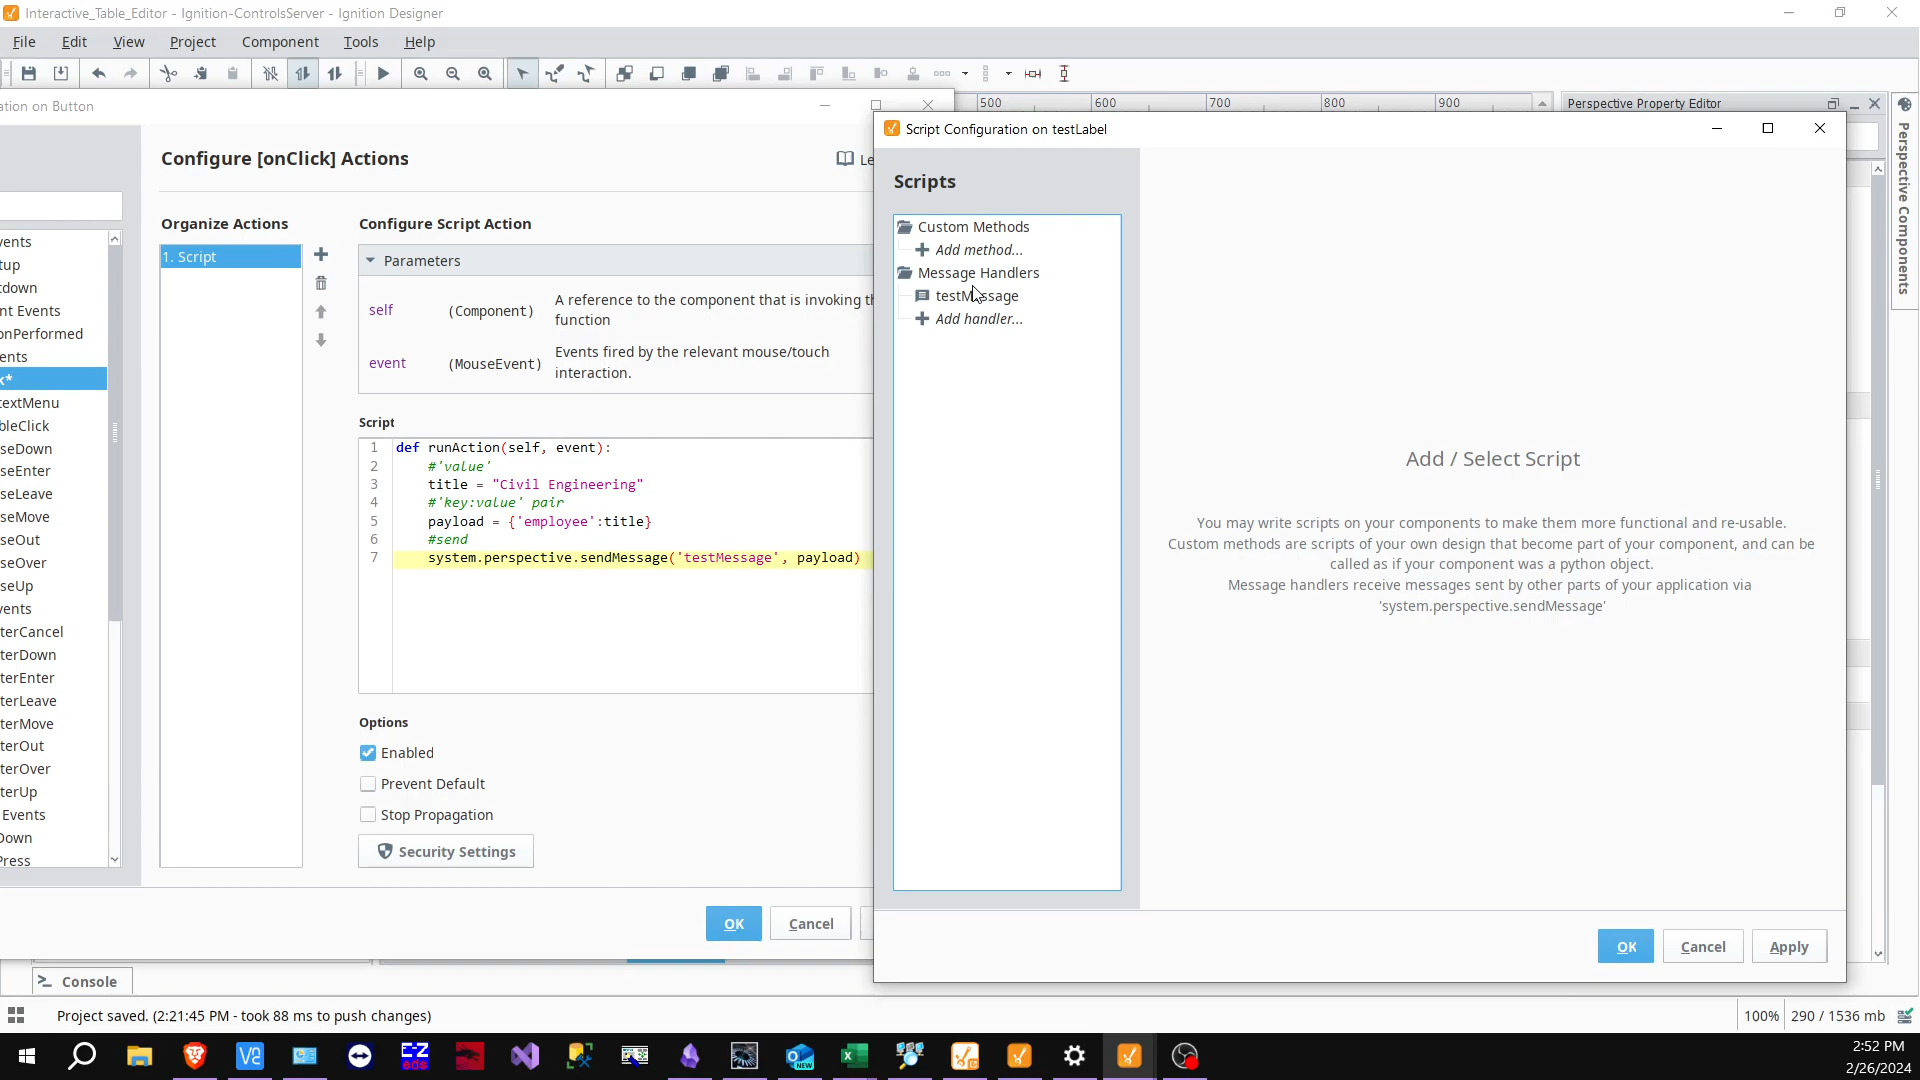 Interactive_Table_Editor - Ignition-ControlsServer - Ignition Designer
File Edit View Project Component Tools Help
ation on Button
500 600 700 800 900
Perspective Property Editor
Perspective Components
Configure [onClick] Actions
Le
Organize Actions
1. Script
Configure Script Action
Parameters
self (Component) A reference to the component that is invoking th
function
event (MouseEvent) Events fired by the relevant mouse/touch
interaction.
Script
1 def runAction(self, event):
2 #'value'
3 title = "Civil Engineering"
4 #'key:value' pair
5 payload = {'employee':title}
6 #send
7 system.perspective.sendMessage('testMessage', payload)
Options
Enabled
Prevent Default
Stop Propagation
Security Settings
OK Cancel
vents
tup
tdown
nt Events
onPerformed
ents
k*
textMenu
bleClick
seDown
seEnter
seLeave
seMove
seOut
seOver
seUp
vents
terCancel
terDown
terEnter
terLeave
terMove
terOut
terOver
terUp
Events
Down
Press
Script Configuration on testLabel
Scripts
Custom Methods
Add method...
Message Handlers
testMessage
Add handler...
Add / Select Script
You may write scripts on your components to make them more functional and re-usable.
Custom methods are scripts of your own design that become part of your component, and can be
called as if your component was a python object.
Message handlers receive messages sent by other parts of your application via
'system.perspective.sendMessage'
OK Cancel Apply
Console
Project saved. (2:21:45 PM - took 88 ms to push changes)
100% 290 / 1536 mb
E-Z
eds
NEW
2:52 PM
2/26/2024